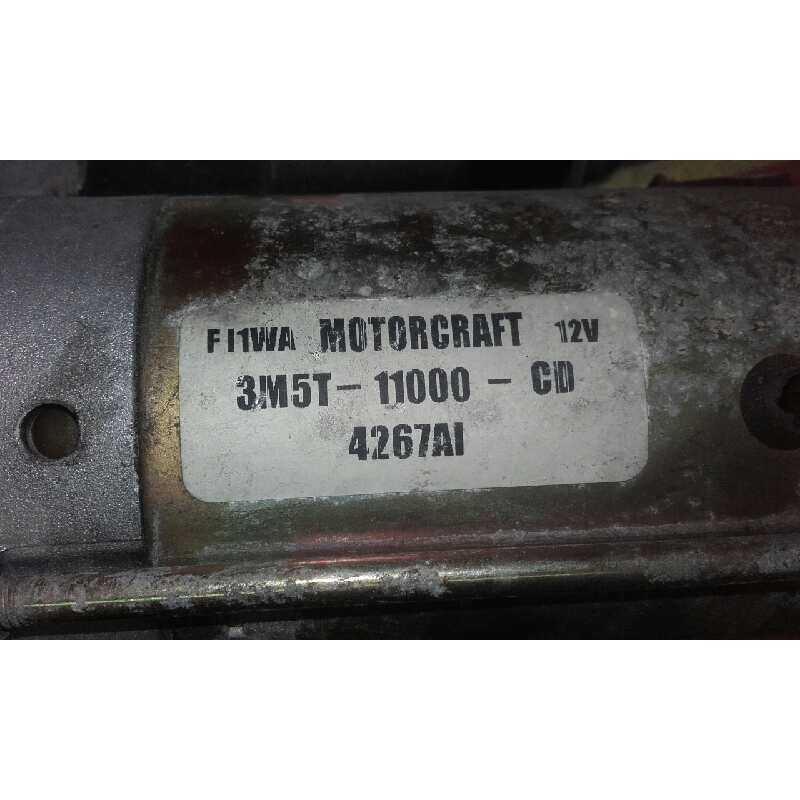 F11WA MOTORCRAFT 12V
3M5T-11000-CD
4267AI